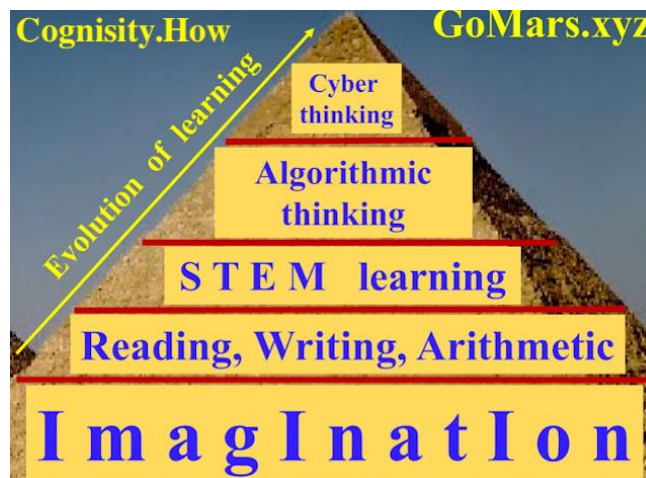 Cognisity.How
GoMars.xyz
Evolution of learning
Cyber
thinking
Algorithmic
thinking
S T E M learning
Reading, Writing, Arithmetic
I m a g I n a t I o n